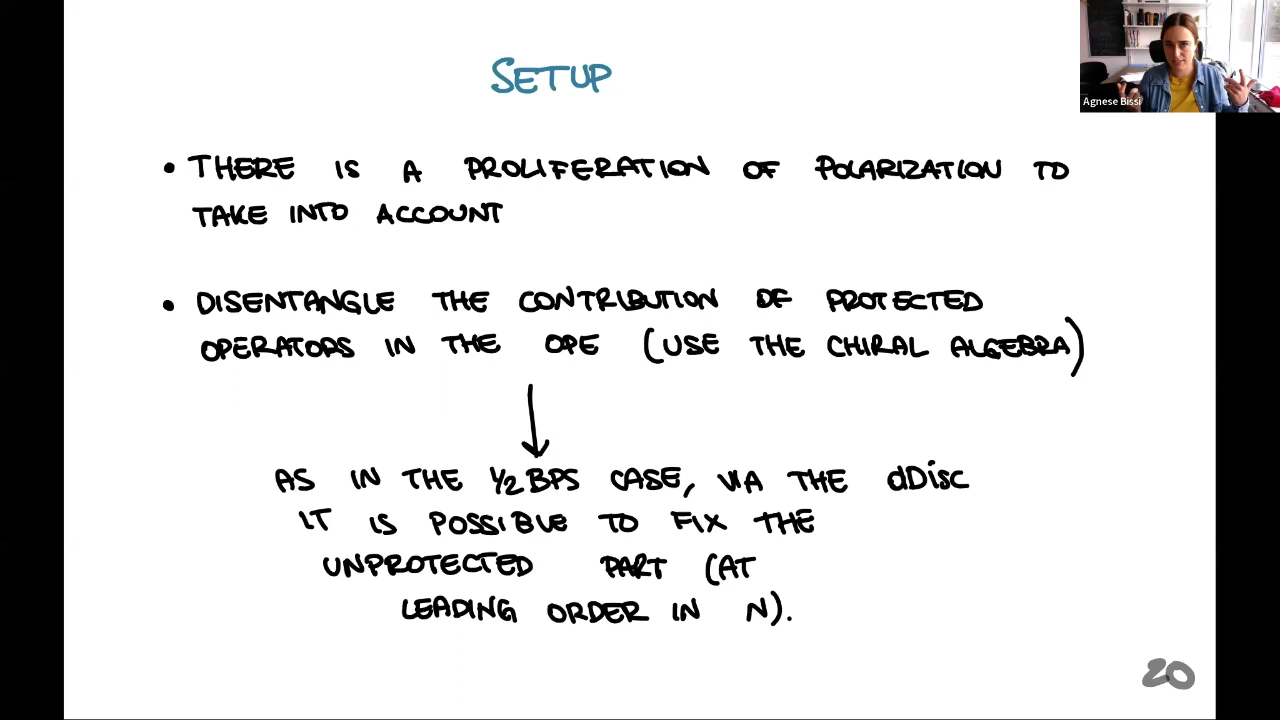 SETUP
Agnese Bissi
• THERE IS A PROLIFERATION OF POLARIZATION TO
TAKE INTO ACCOUNT
• DISENTANGLE THE CONTRIBUTION OF PROTECTED
OPERATORS IN THE OPE (USE THE CHIRAL ALGEBRA)
AS IN THE 1/2 BPS CASE, VIA THE dDisc
IT IS POSSIBLE TO FIX THE
UNPROTECTED PART (AT
LEADING ORDER IN N).
20